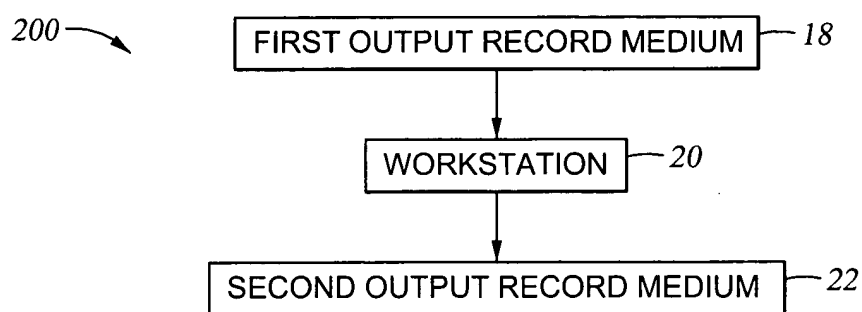 200
FIRST OUTPUT RECORD MEDIUM 18
WORKSTATION 20
SECOND OUTPUT RECORD MEDIUM 22